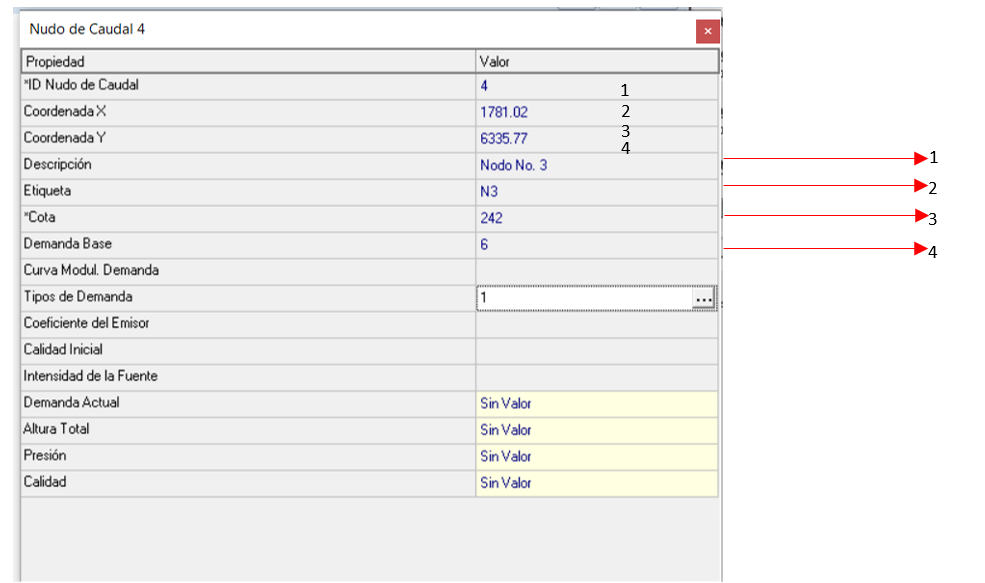 Nudo de Caudal 4
×
Propiedad Valor
*ID Nudo de Caudal 4 1
Coordenada X 1781.02 2
Coordenada Y 6335.77 3
4
Descripción Nodo No. 3 1
Etiqueta N3 2
*Cota 242 3
Demanda Base 6 4
Curva Modul. Demanda
Tipos de Demanda 1 ...
Coeficiente del Emisor
Calidad Inicial
Intensidad de la Fuente
Demanda Actual Sin Valor
Altura Total Sin Valor
Presión Sin Valor
Calidad Sin Valor